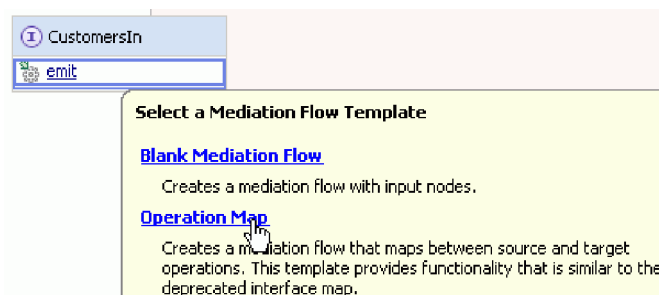 CustomersIn
emit
Select a Mediation Flow Template
Blank Mediation Flow
Creates a mediation flow with input nodes.
Operation Map
Creates a mediation flow that maps between source and target
operations. This template provides functionality that is similar to the
deprecated interface map.